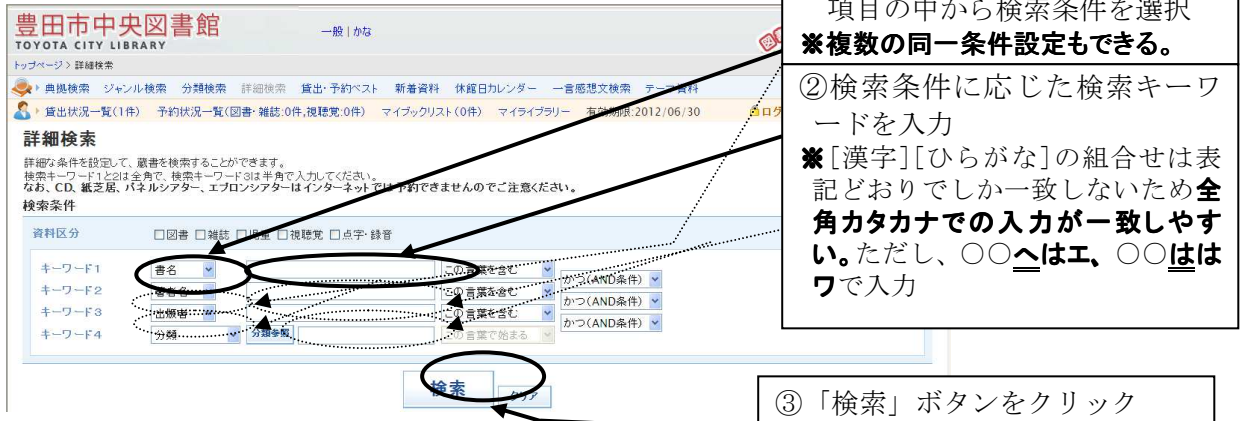 豊田市中央図書館
TOYOTA CITY LIBRARY
一般 | かな
トップページ > 詳細検索
典拠検索 ジャンル検索 分類検索 詳細検索 貸出・予約ベスト 新着資料 休館日カレンダー 一言感想文検索 テーマ資料
貸出状況一覧(1件) 予約状況一覧(図書・雑誌:0件,視聴覚:0件) マイブックリスト(0件) マイライブラリー 有効期限:2012/06/30 ログ
詳細検索
詳細な条件を設定して、蔵書を検索することができます。
検索キーワード1と2は全角で、検索キーワード3は半角で入力してください。
なお、CD、紙芝居、パネルシアター、エプロンシアターはインターネットでは予約できませんのでご注意ください。
検索条件
資料区分 □図書 □雑誌 □児童 □視聴覚 □点字・録音
キーワード1 書名 この言葉を含む かつ(AND条件)
キーワード2 著者名 この言葉を含む かつ(AND条件)
キーワード3 出版者 この言葉を含む かつ(AND条件)
キーワード4 分類 分類参照 この言葉で始まる
検索 クリア
項目の中から検索条件を選択
※複数の同一条件設定もできる。
②検索条件に応じた検索キーワ
ードを入力
※[漢字][ひらがな]の組合せは表
記どおりでしか一致しないため全
角カタカナでの入力が一致しやす
い。ただし、○○へはエ、○○はは
ワで入力
③「検索」ボタンをクリック